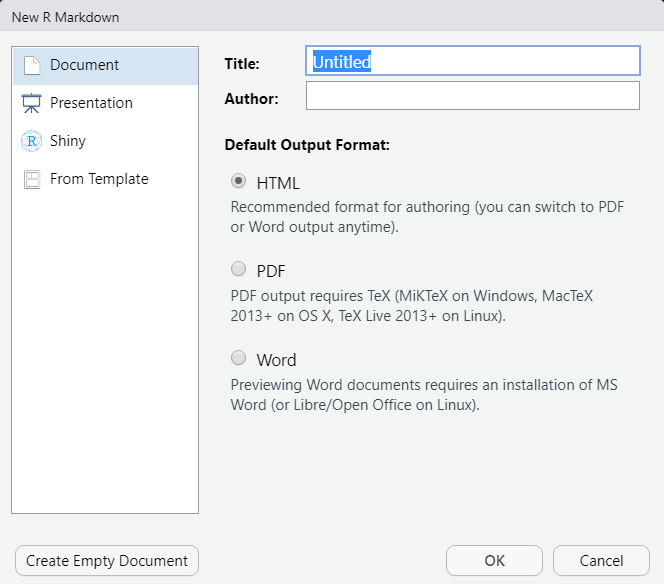 New R Markdown
Document
Presentation
Shiny
From Template
Title:
Untitled
Author:
Default Output Format:
HTML
Recommended format for authoring (you can switch to PDF
or Word output anytime).
PDF
PDF output requires TeX (MiKTeX on Windows, MacTeX
2013+ on OS X, TeX Live 2013+ on Linux).
Word
Previewing Word documents requires an installation of MS
Word (or Libre/Open Office on Linux).
Create Empty Document
OK
Cancel